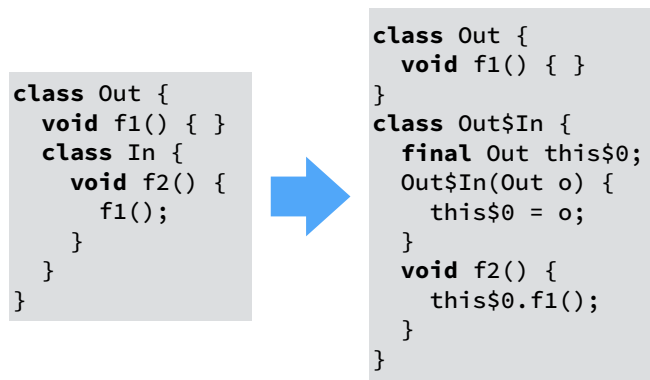 class Out {
  void f1() { }
  class In {
    void f2() {
      f1();
    }
  }
}
class Out {
  void f1() { }
}
class Out$In {
  final Out this$0;
  Out$In(Out o) {
    this$0 = o;
  }
  void f2() {
    this$0.f1();
  }
}